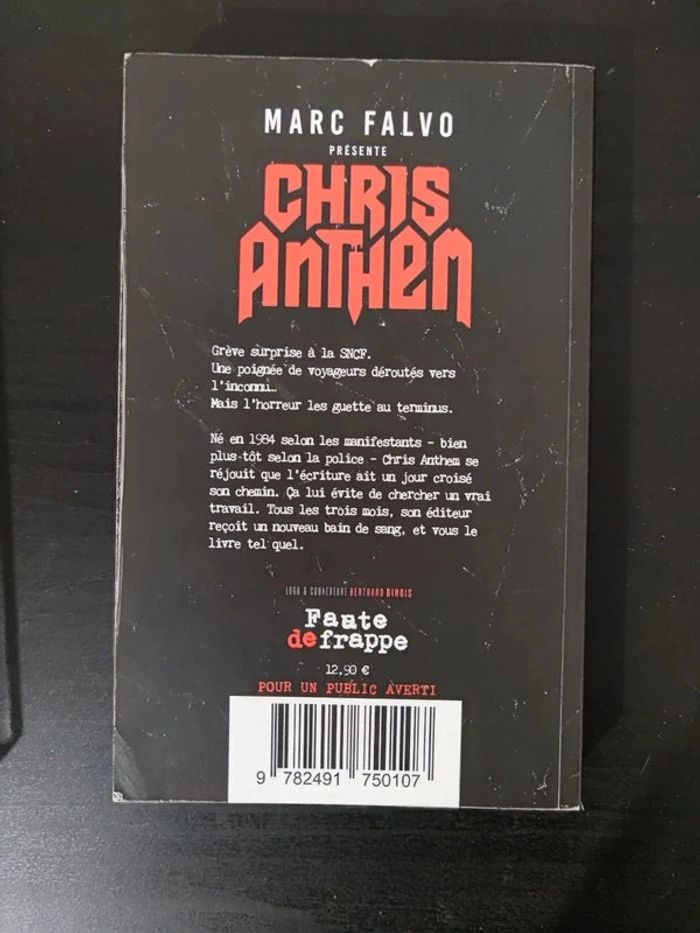 MARC FALVO
PRÉSENTE
CHRIS
ANTHEM
Grève surprise à la SNCF.
Une poignée de voyageurs déroutés vers
l'inconnu…
Mais l'horreur les guette au terminus.
Né en 1984 selon les manifestants - bien
plus-tôt selon la police - Chris Anthem se
réjouit que l'écriture ait un jour croisé
son chemin. Ça lui évite de chercher un vrai
travail. Tous les trois mois, son éditeur
reçoit un nouveau bain de sang, et vous le
livre tel quel.
LOGO & COUVERTURE BERTRAND BINOIS
Faute
de frappe
12,90 €
POUR UN PUBLIC AVERTI
9 782491 750107